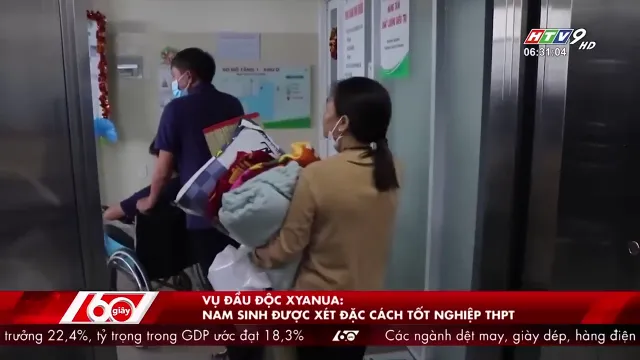 HTV9 HD
06:31:04
60 giây
VỤ ĐẦU ĐỘC XYANUA:
NAM SINH ĐƯỢC XÉT ĐẶC CÁCH TỐT NGHIỆP THPT
trưởng 22,4%, tỷ trọng trong GDP ước đạt 18,3% 60 giây Các ngành dệt may, giày dép, hàng điện